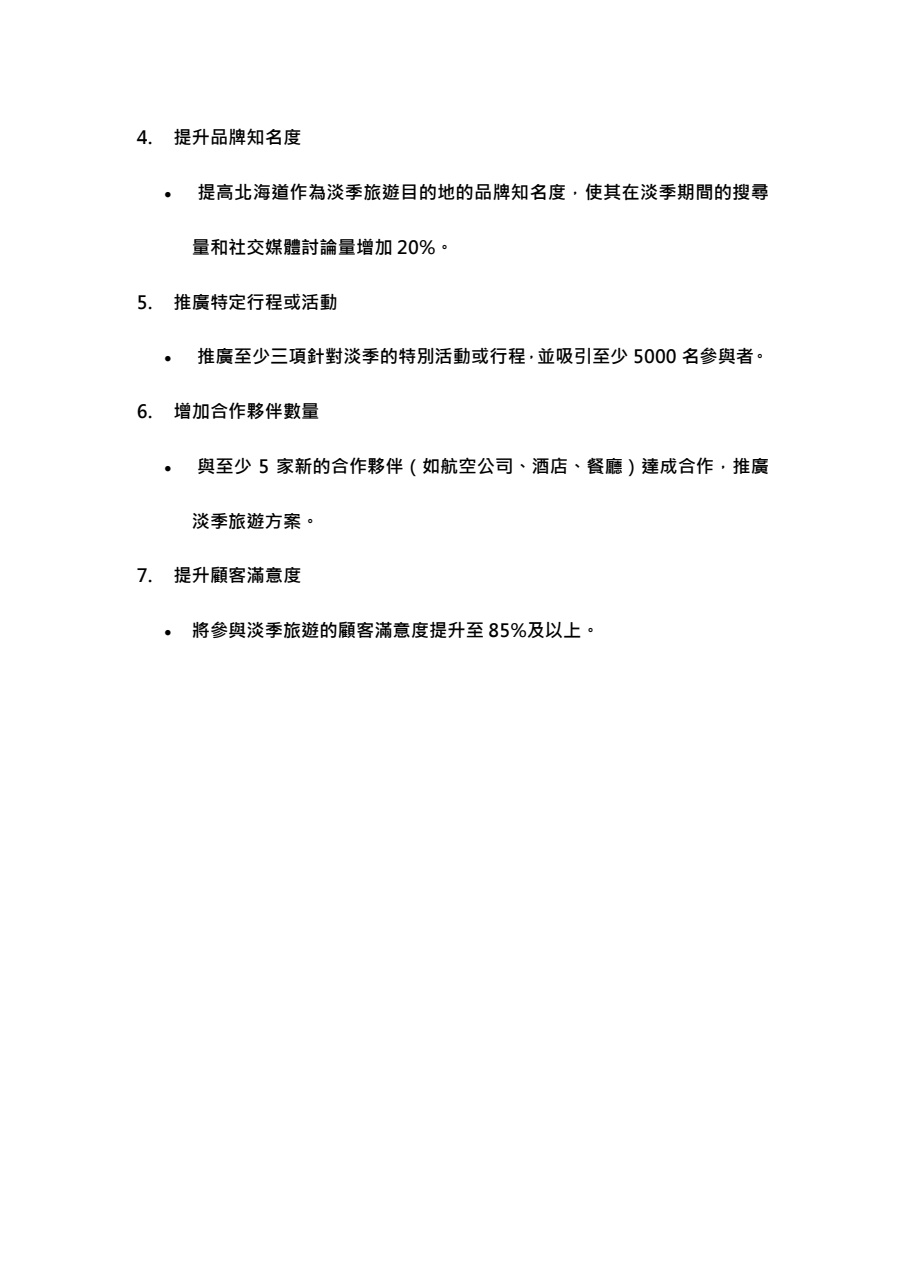 4. 提升品牌知名度
● 提高北海道作為淡季旅遊目的地的品牌知名度，使其在淡季期間的搜尋
量和社交媒體討論量增加 20%。
5. 推廣特定行程或活動
● 推廣至少三項針對淡季的特別活動或行程，並吸引至少 5000 名參與者。
6. 增加合作夥伴數量
● 與至少 5 家新的合作夥伴（如航空公司、酒店、餐廳）達成合作，推廣
淡季旅遊方案。
7. 提升顧客滿意度
● 將參與淡季旅遊的顧客滿意度提升至 85%及以上。